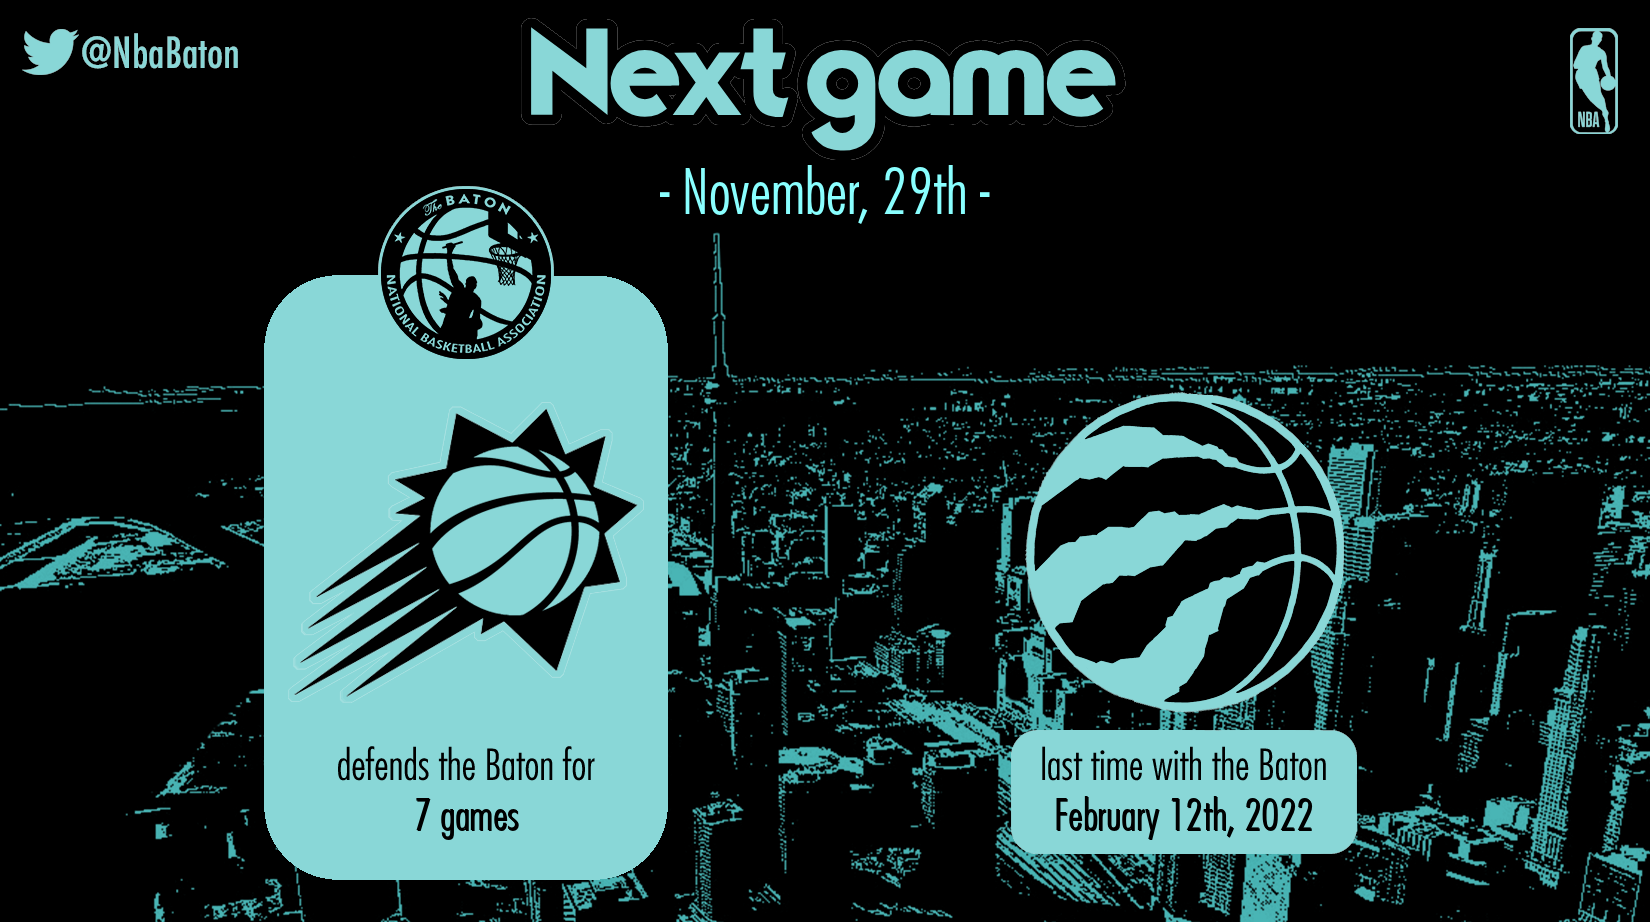 @NbaBaton
Next game
NBA
- November, 29th -
The BATON
NATIONAL BASKETBALL ASSOCIATION
defends the Baton for
7 games
last time with the Baton
February 12th, 2022